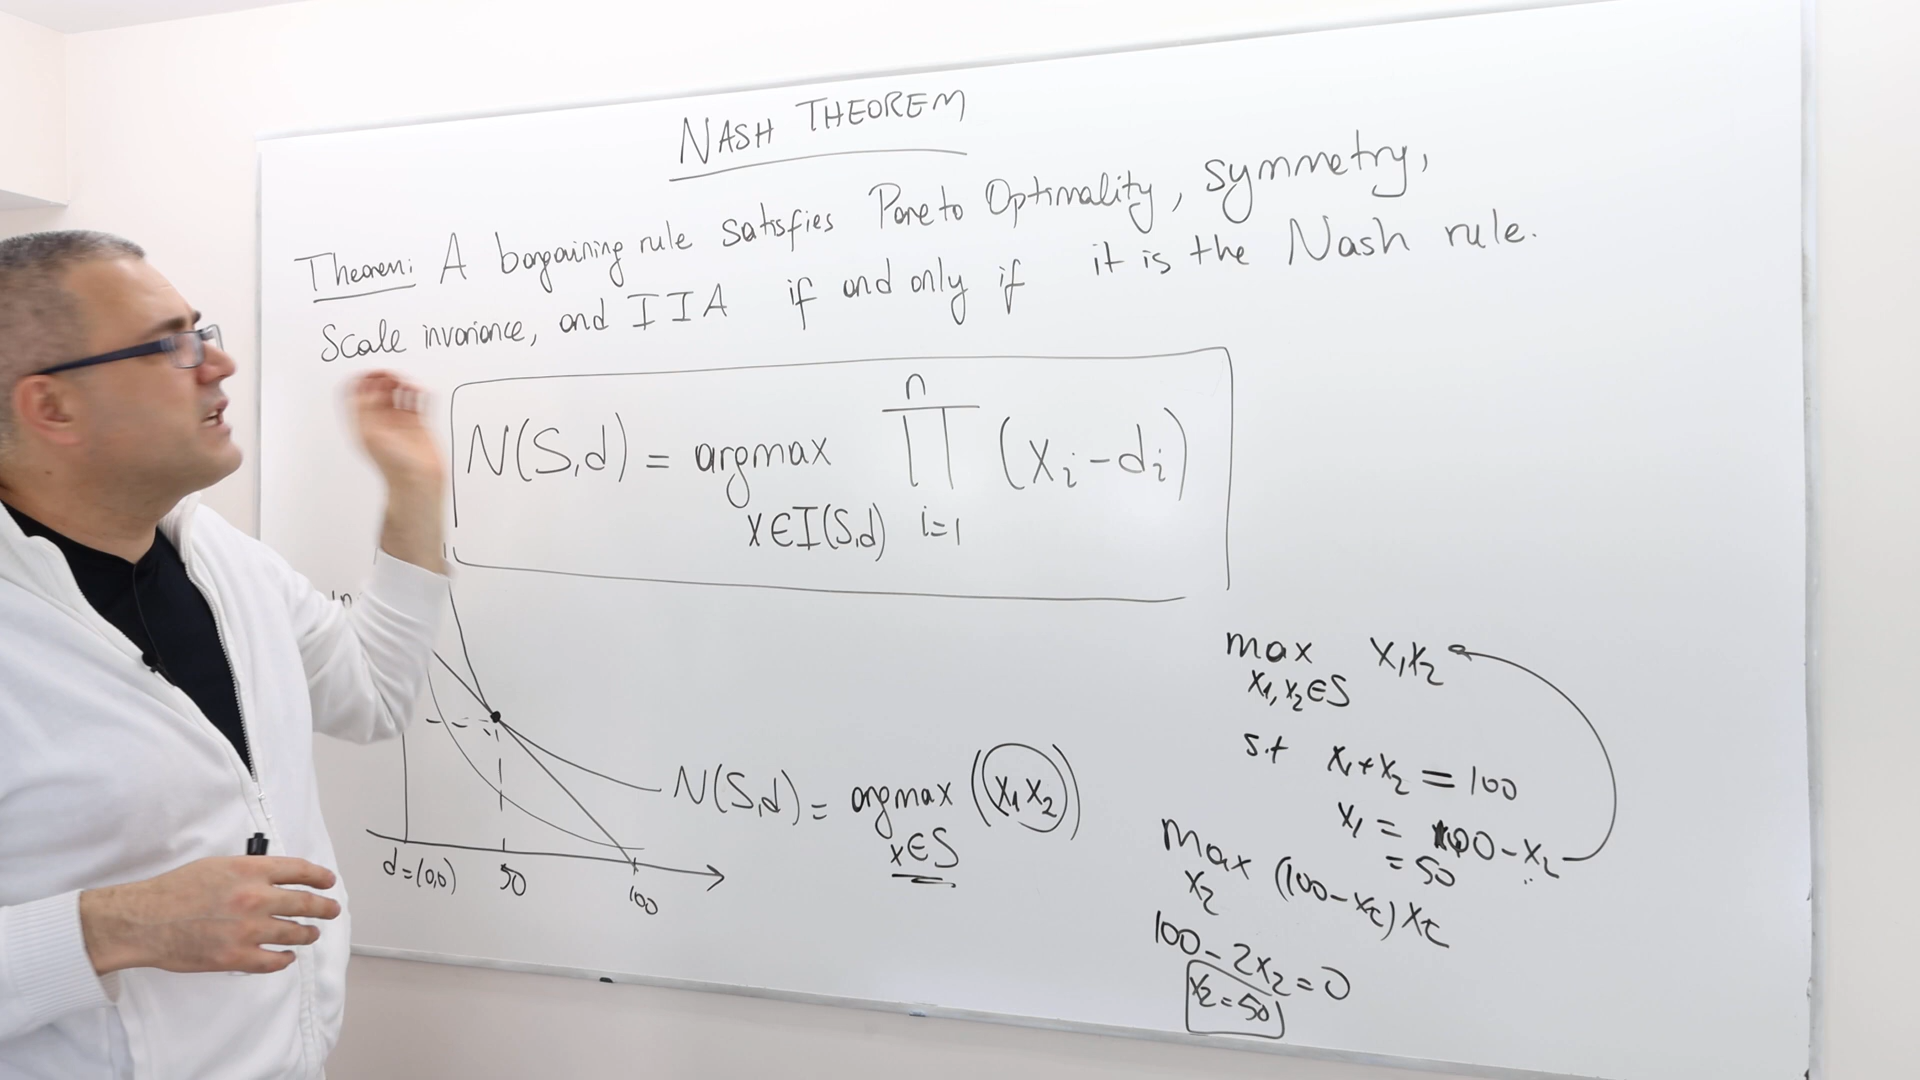 NASH THEOREM
Theorem: A bargaining rule satisfies Pareto Optimality, symmetry,
Scale invariance, and IIA if and only if it is the Nash rule.
N(S,d) = argmax ∏ (xi-di)
n
x∈I(S,d) i=1
d=(0,0) 50 100
N(S,d) = argmax (x1x2)
x∈S
max x1x2
x1, x2∈S
s.t x1+x2 = 100
x1 = 100-x2
= 50
max (100-x2)x2
x2
100-2x2=0
x2=50